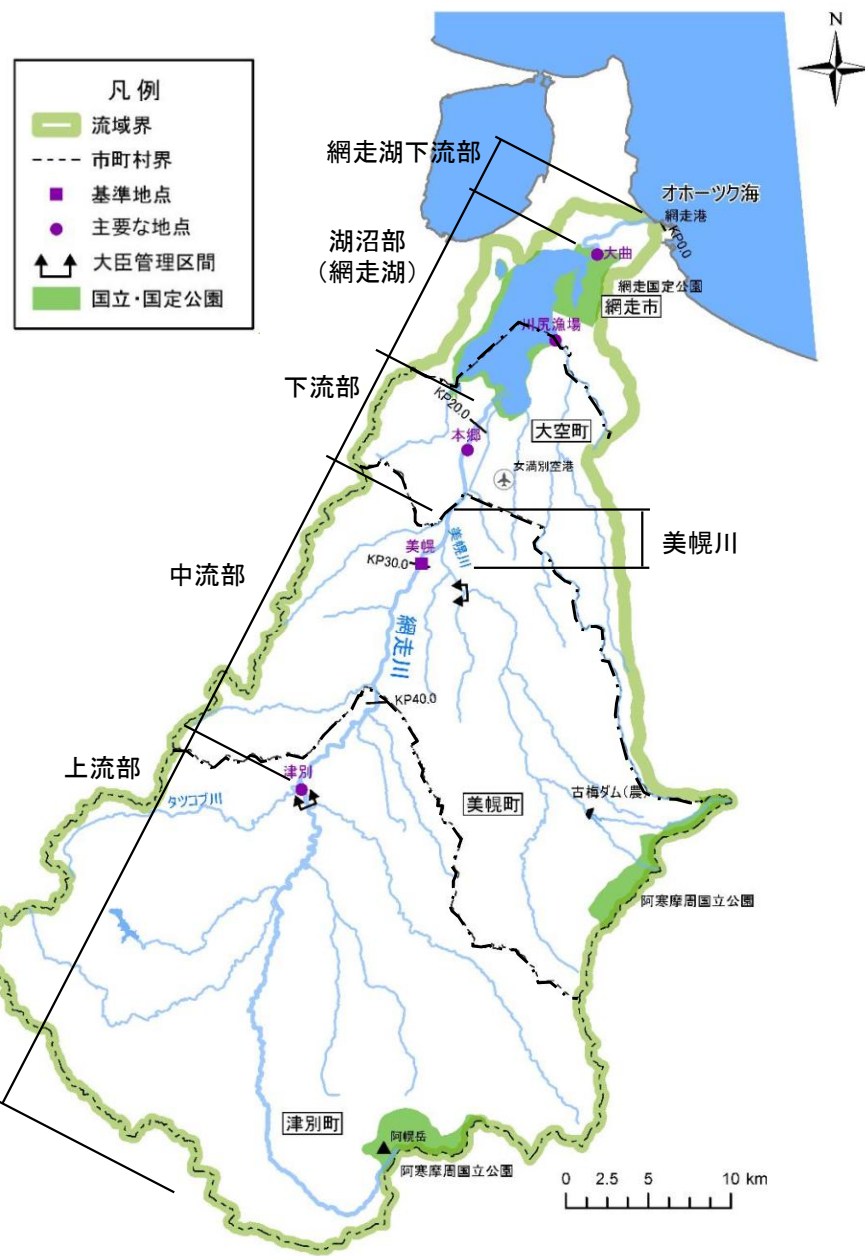 N
凡例
流域界
市町村界
基準地点
主要な地点
大臣管理区間
国立・国定公園
網走湖下流部
オホーツク海
網走港
KP0.0
湖沼部
(網走湖)
大曲
網走国定公園
網走市
川尻漁場
下流部
KP20.0
大空町
本郷
女満別空港
美幌川
美幌川
美幌
KP30.0
中流部
網走川
KP40.0
上流部
津別
タツコブ川
美幌町
古梅ダム(農)
阿寒摩周国立公園
津別町
阿幌岳
阿寒摩周国立公園
0 2.5 5 10 km